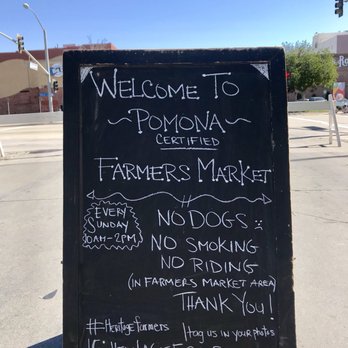 WELCOME TO
~ POMONA ~
CERTIFIED
FARMERS MARKET
EVERY
SUNDAY
10AM-2PM
NO DOGS :(
NO SMOKING
NO RIDING
(IN FARMERS MARKET AREA)
THANK YOU!
#Heritagefarmers
tag us in your photos